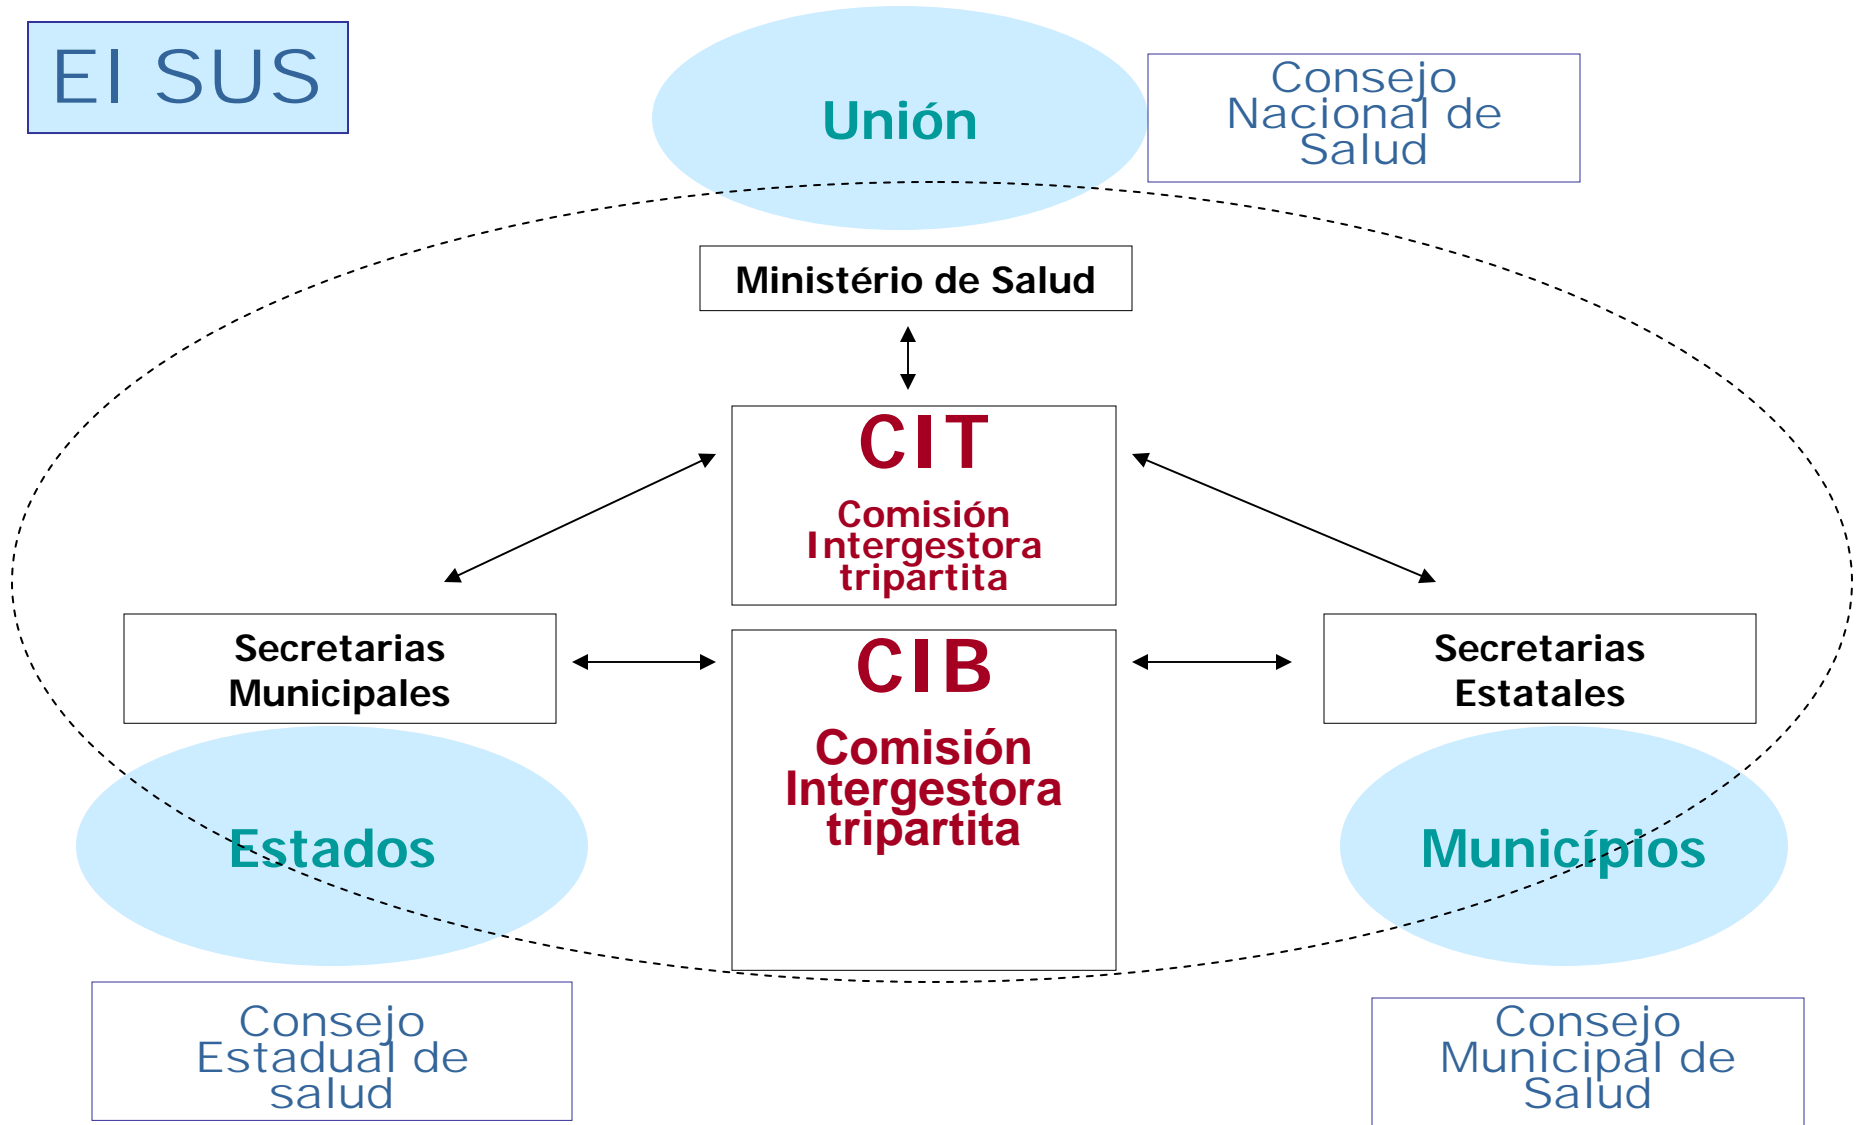 El SUS
Unión
Consejo
Nacional de
Salud
Ministério de Salud
CIT
Comisión
Intergestora
tripartita
Secretarias
Municipales
CIB
Comisión
Intergestora
tripartita
Secretarias
Estatales
Estados
Municípios
Consejo
Estadual de
salud
Consejo
Municipal de
Salud